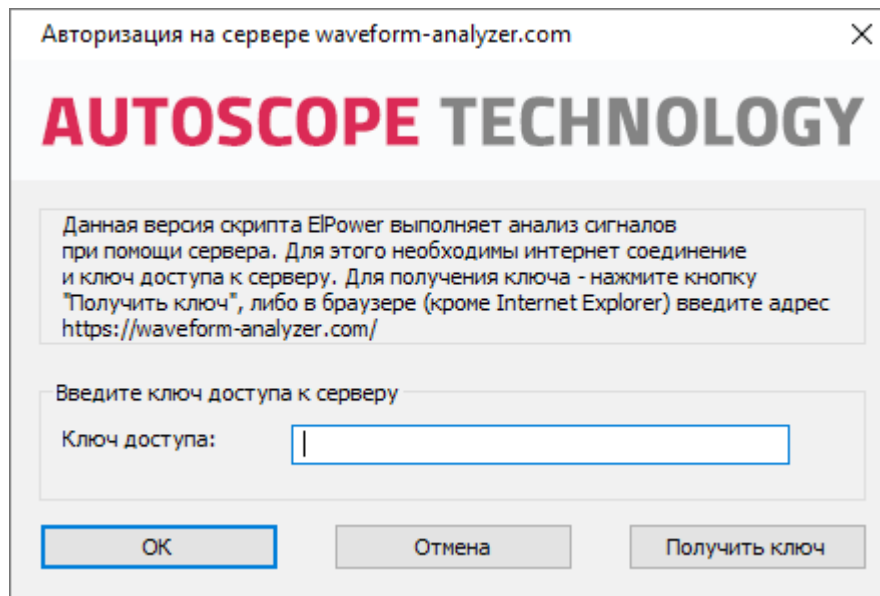 Авторизация на сервере waveform-analyzer.com
AUTOSCOPE TECHNOLOGY
Данная версия скрипта ElPower выполняет анализ сигналов
при помощи сервера. Для этого необходимы интернет соединение
и ключ доступа к серверу. Для получения ключа - нажмите кнопку
"Получить ключ", либо в браузере (кроме Internet Explorer) введите адрес
https://waveform-analyzer.com/
Введите ключ доступа к серверу
Ключ доступа:
ОК
Отмена
Получить ключ